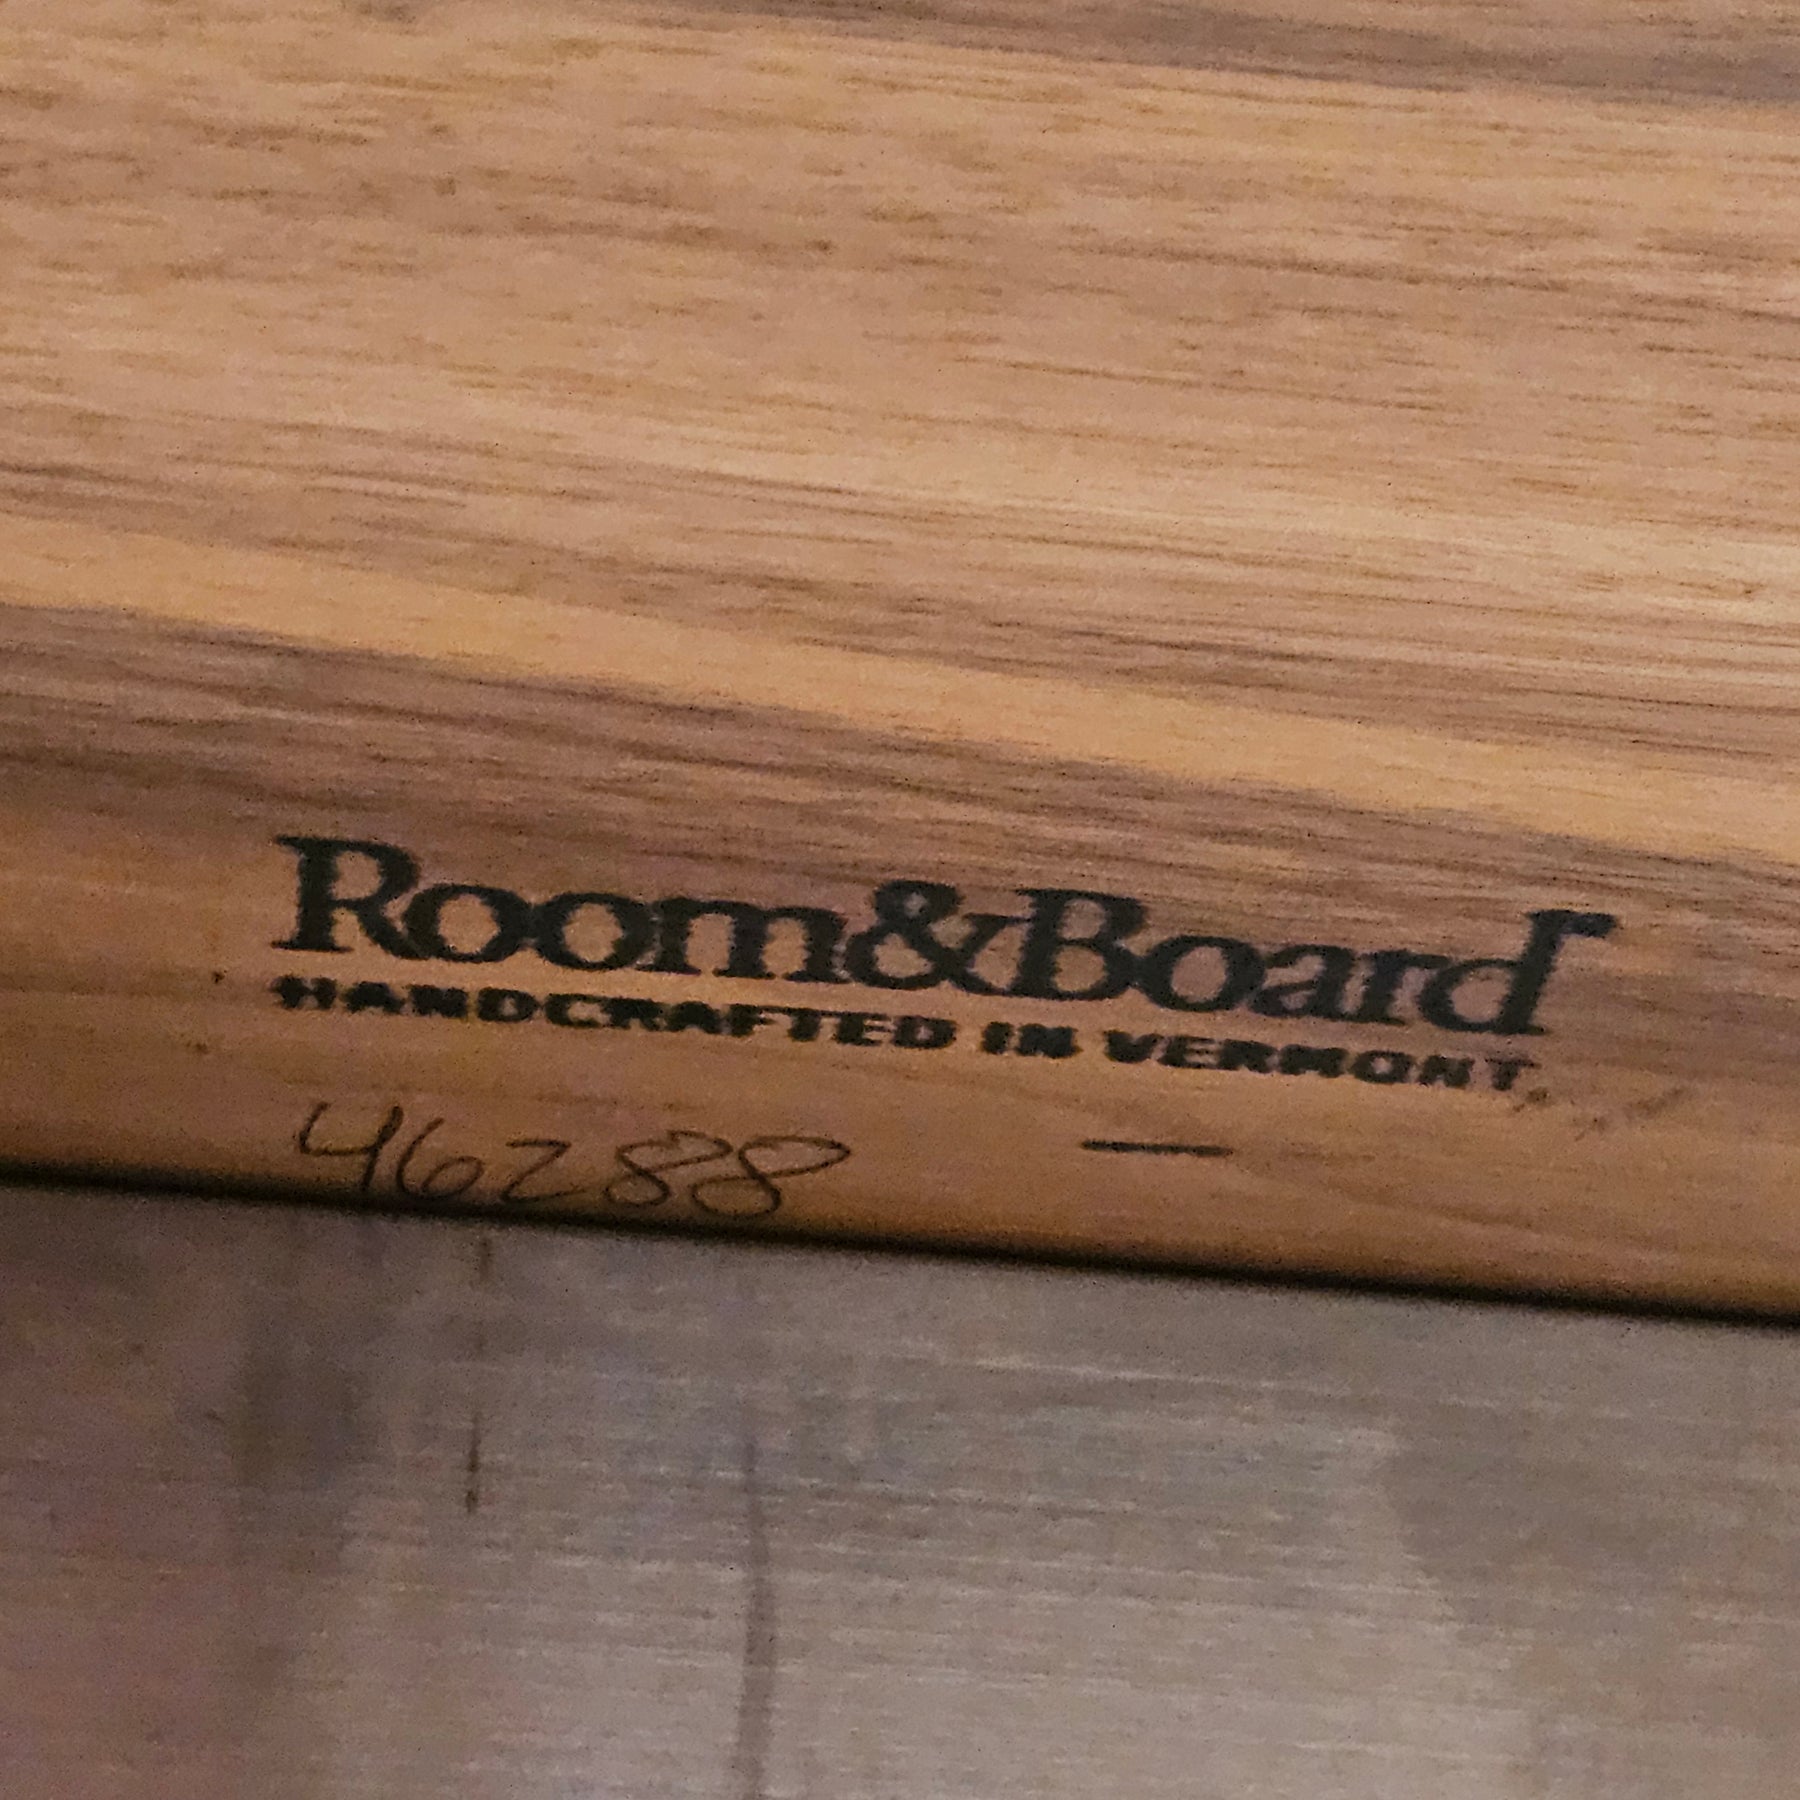 Room&Board
HANDCRAFTED IN VERMONT
46288 —